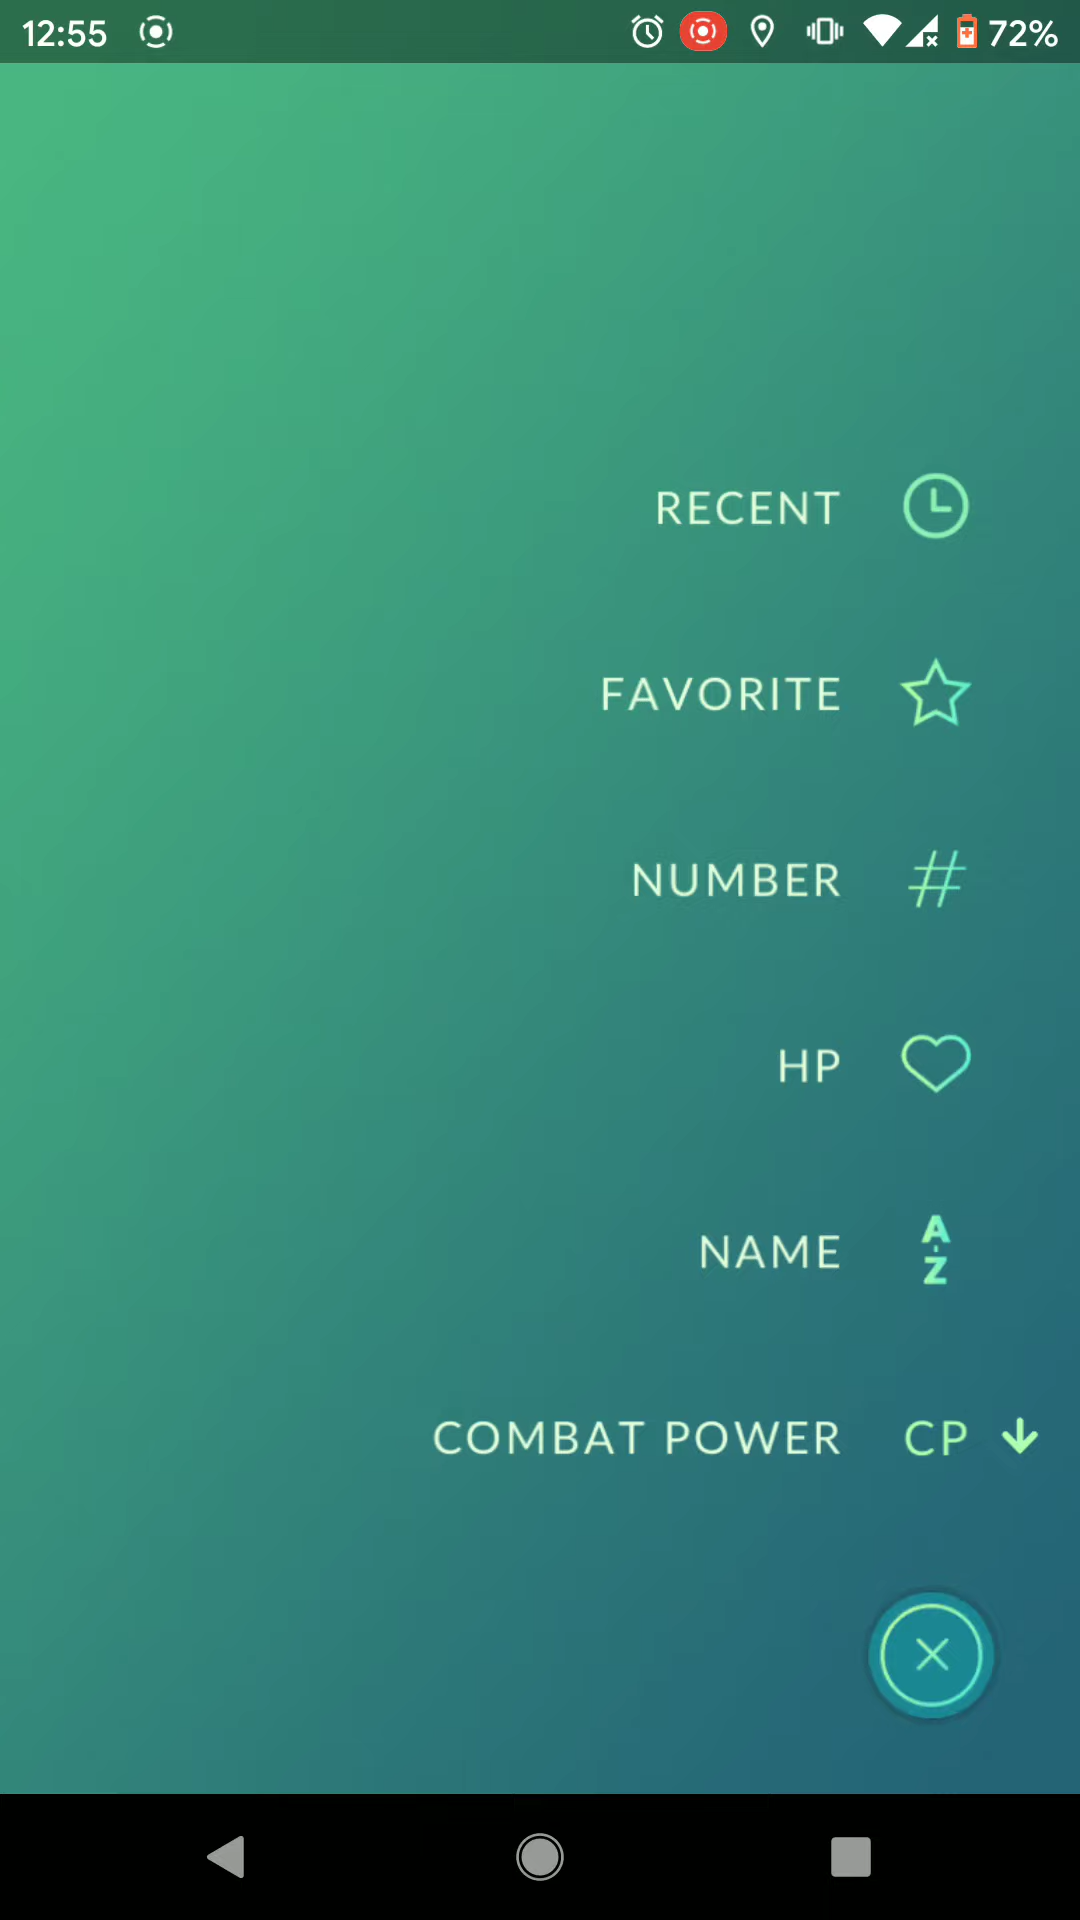 12:55 72%
RECENT
FAVORITE
NUMBER #
HP
NAME A-Z
COMBAT POWER CP